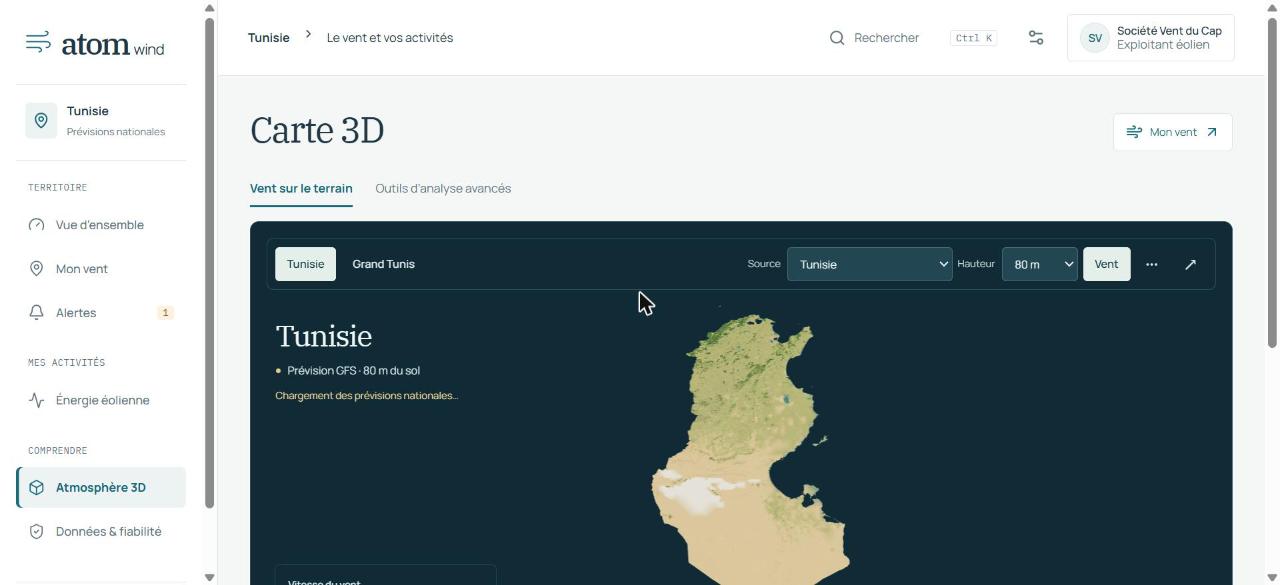 atom wind
Tunisie
Prévisions nationales
TERRITOIRE
Vue d'ensemble
Mon vent
Alertes 1
MES ACTIVITÉS
Énergie éolienne
COMPRENDRE
Atmosphère 3D
Données & fiabilité
Tunisie > Le vent et vos activités
Rechercher Ctrl K
SV Société Vent du Cap
Exploitant éolien
Carte 3D
Mon vent
Vent sur le terrain Outils d'analyse avancés
Tunisie Grand Tunis Source Tunisie Hauteur 80 m Vent ···
Tunisie
Prévision GFS · 80 m du sol
Chargement des prévisions nationales…
Vitesse du vent